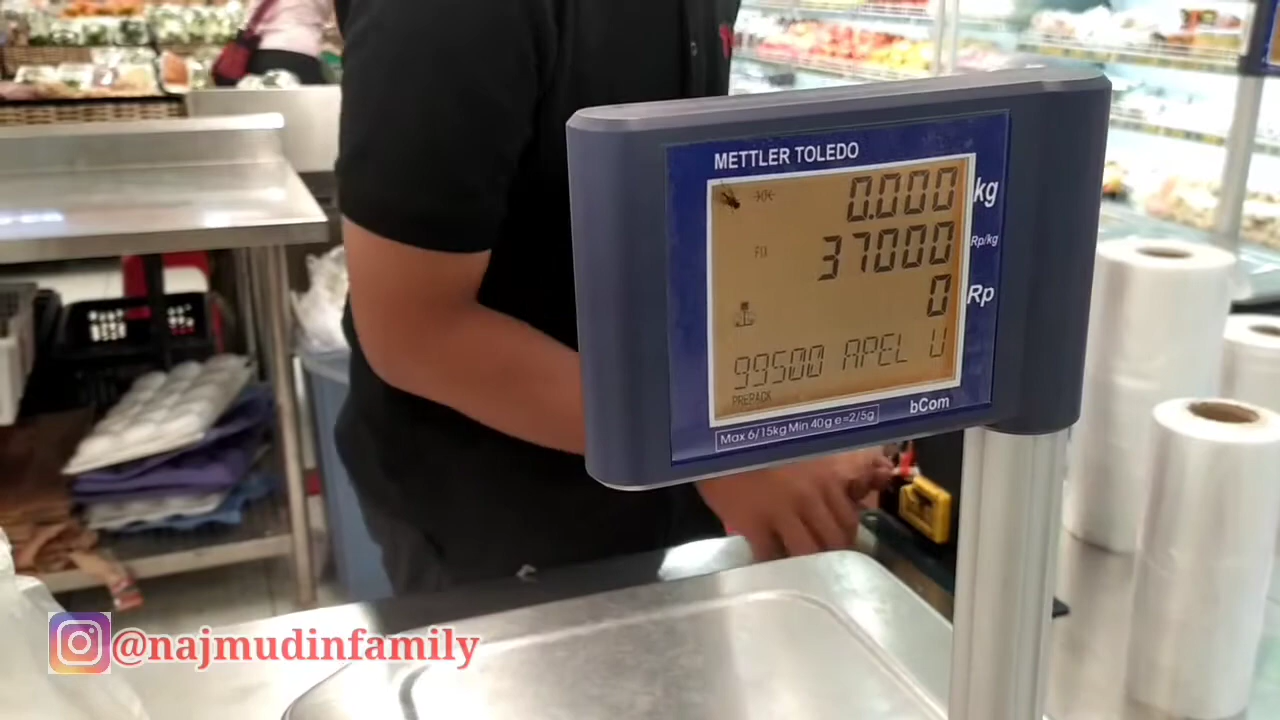 METTLER TOLEDO
0.000 kg
FIX 37000 Rp/kg
0 Rp
99500 APEL U
PREPACK
Max 6/15kg Min 40g e=2/5g
bCom
@najmudinfamily